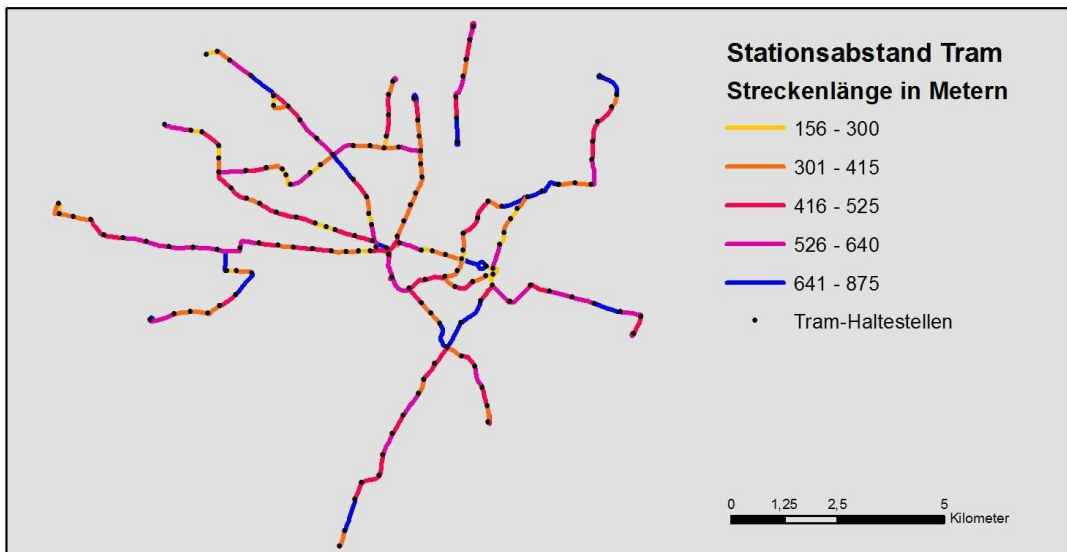 Stationsabstand Tram
Streckenlänge in Metern
156 - 300
301 - 415
416 - 525
526 - 640
641 - 875
Tram-Haltestellen
0 1,25 2,5 5
Kilometer